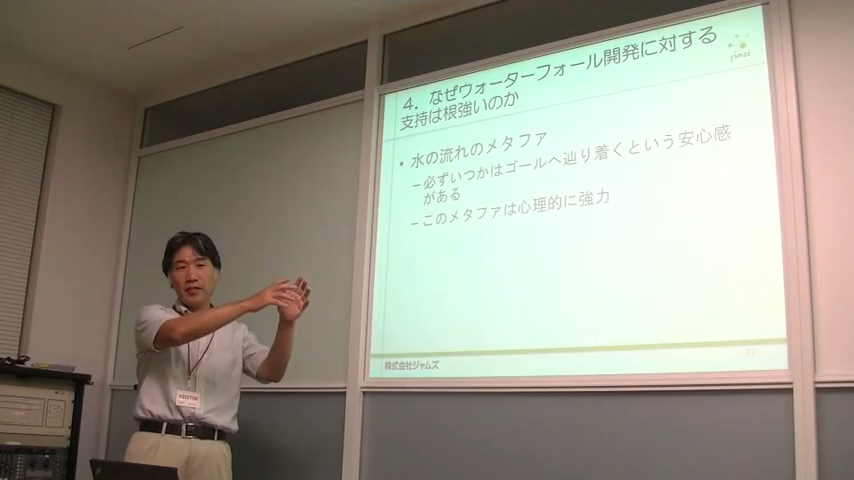 4．なぜウォーターフォール開発に対する
支持は根強いのか
jamzz
• 水の流れのメタファ
－必ずいつかはゴールへ辿り着くという安心感
がある
－このメタファは心理的に強力
株式会社ジャムズ
VISITOR